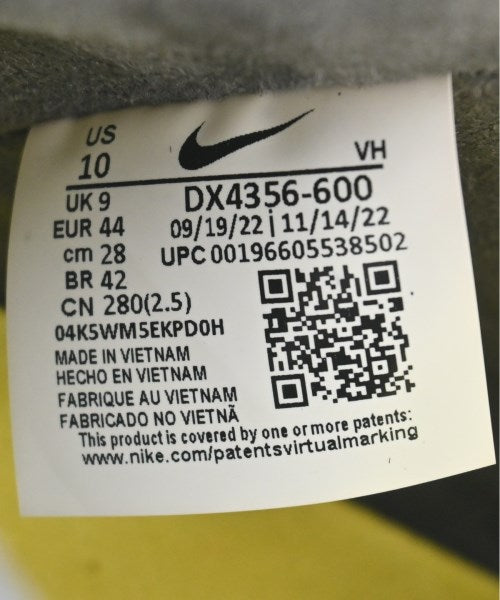 US
10
VH
UK 9
DX4356-600
EUR 44
09/19/22 | 11/14/22
cm 28
UPC 00196605538502
BR 42
CN 280(2.5)
04K5WM5EKPD0H
MADE IN VIETNAM
HECHO EN VIETNAM
FABRIQUE AU VIETNAM
FABRICADO NO VIETNÃ
This product is covered by one or more patents:
www.nike.com/patentsvirtualmarking